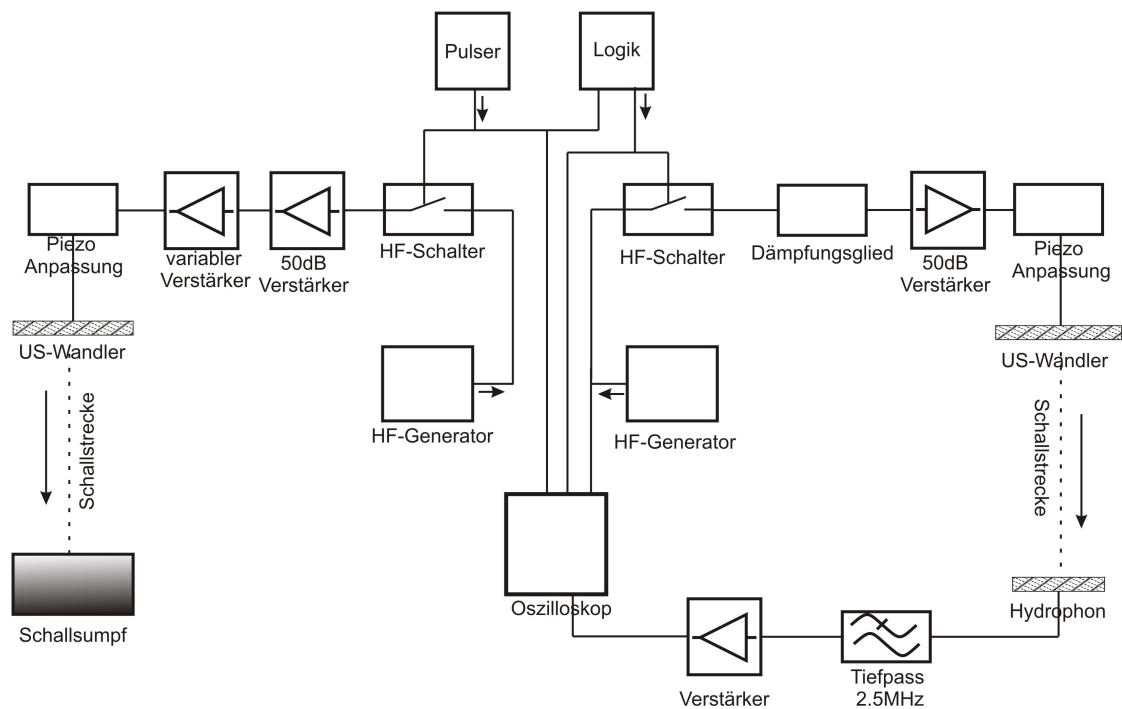 Pulser
Logik
Piezo
Anpassung
variabler
Verstärker
50dB
Verstärker
HF-Schalter
HF-Schalter
Dämpfungsglied
50dB
Verstärker
Piezo
Anpassung
US-Wandler
US-Wandler
Schallstrecke
HF-Generator
HF-Generator
Schallstrecke
Schallsumpf
Oszilloskop
Hydrophon
Verstärker
Tiefpass
2.5MHz